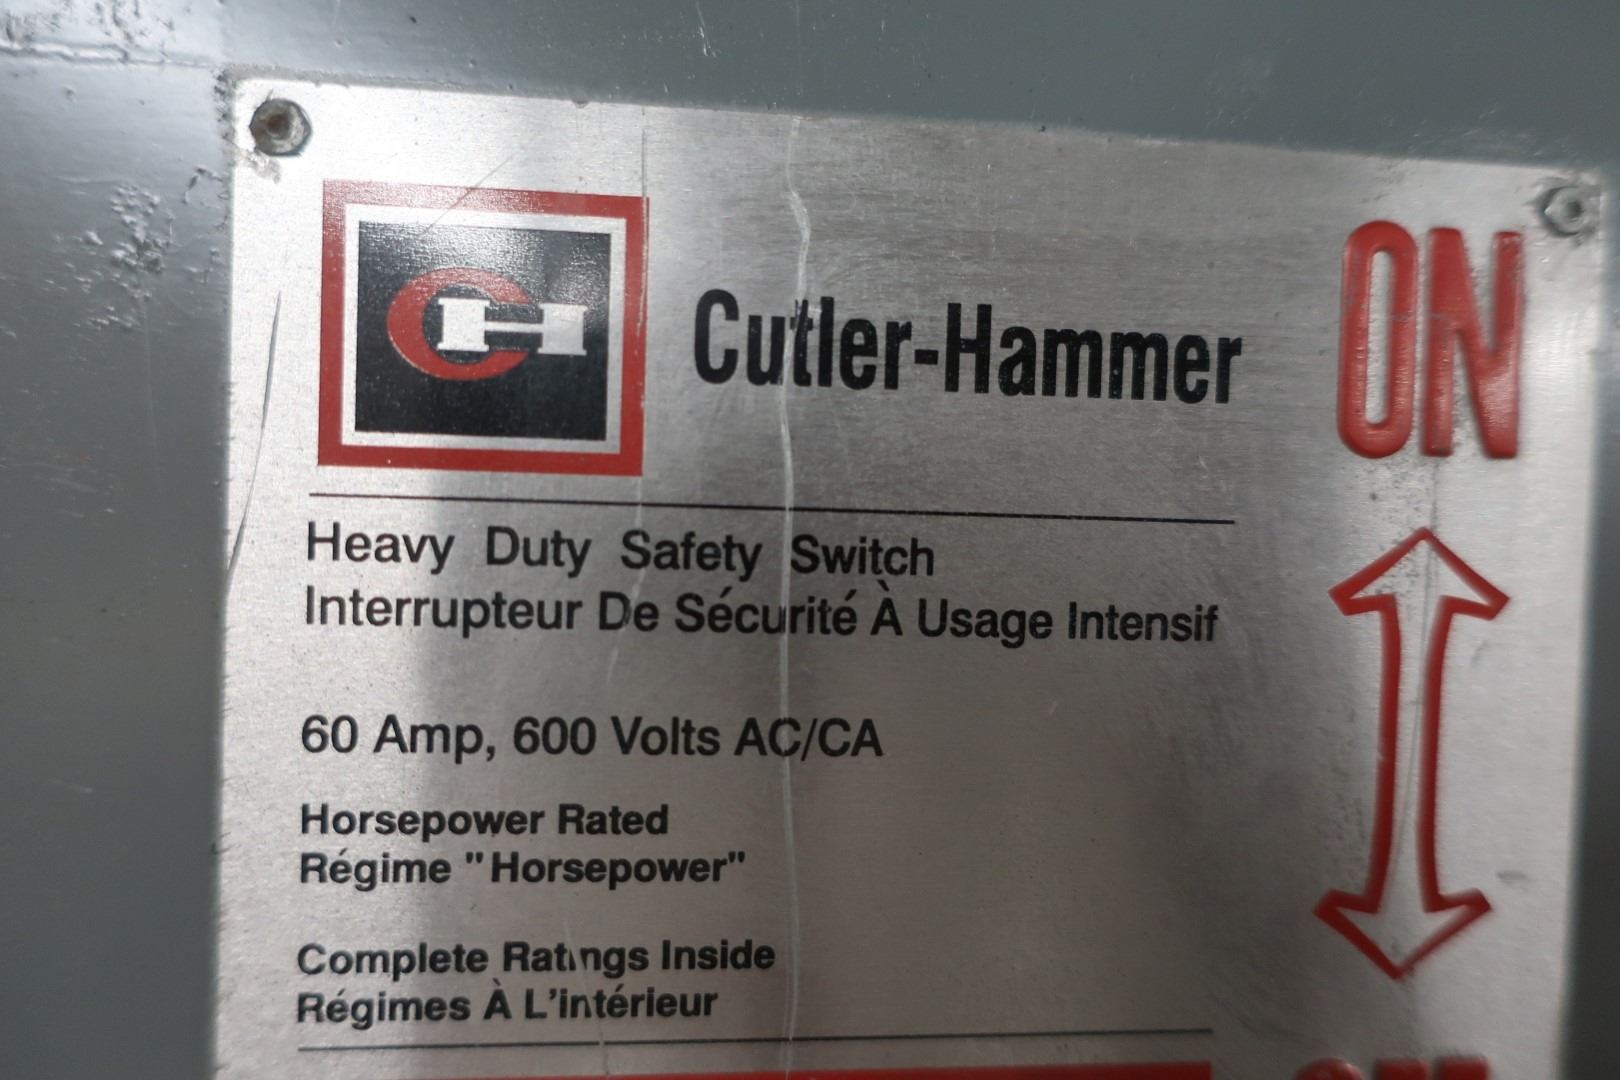 CH
Cutler-Hammer
ON
Heavy Duty Safety Switch
Interrupteur De Sécurité À Usage Intensif
60 Amp, 600 Volts AC/CA
Horsepower Rated
Régime "Horsepower"
Complete Ratings Inside
Régimes À L'intérieur